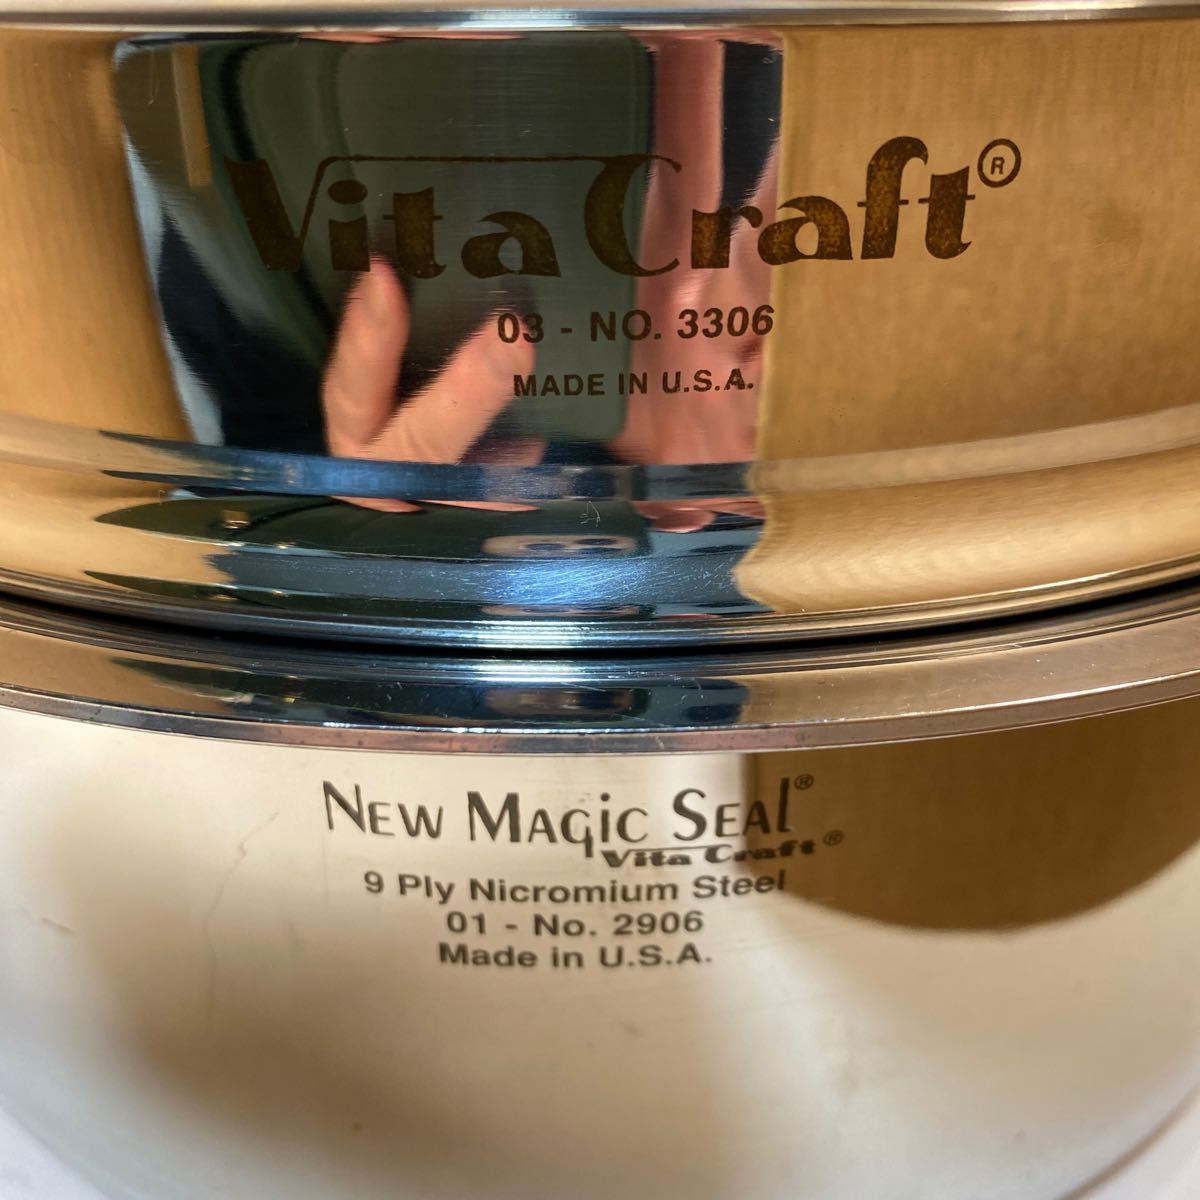 Vita Craft®
03 - NO. 3306
MADE IN U.S.A.
NEW MAGiC SEAl®
Vita Craft®
9 Ply Nicromium Steel
01 - No. 2906
Made in U.S.A.